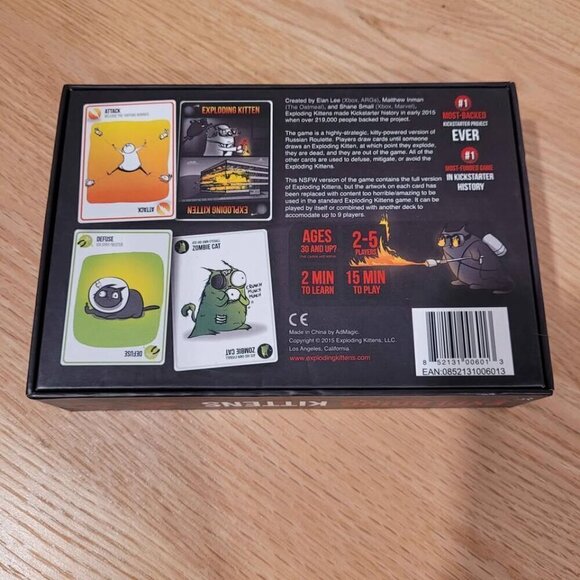 ATTACK
ATTACK
EXPLODING KITTEN
EXPLODING KITTEN
DEFUSE
DEFUSE
ZOMBIE CAT
CRUNCH
MUNCH
MUNCH
ZOMBIE CAT
Created by Elan Lee (Xbox, ARGs), Matthew Inman
(The Oatmeal), and Shane Small (Xbox, Marvel),
Exploding Kittens made Kickstarter history in early 2015
when over 219,000 people backed the project.
The game is a highly-strategic, kitty-powered version of
Russian Roulette. Players draw cards until someone
draws an Exploding Kitten, at which point they explode,
they are dead, and they are out of the game. All of the
other cards are used to defuse, mitigate, or avoid the
Exploding Kittens.
This NSFW version of the game contains the full version
of Exploding Kittens, but the artwork on each card has
been replaced with content too horrible/amazing to be
used in the standard Exploding Kittens game. It can be
played by itself or combined with another deck to
accomodate up to 9 players.
#1
MOST-BACKED
KICKSTARTER PROJECT
EVER
#1
MOST-FUNDED GAME
IN KICKSTARTER
HISTORY
AGES
30 AND UP?
2-5
PLAYERS
2 MIN
TO LEARN
15 MIN
TO PLAY
CE
Made in China by AdMagic.
Copyright © 2015 Exploding Kittens, LLC.
Los Angeles, California.
www.explodingkittens.com
8 52131 00601 3
EAN:0852131006013
KITTENS